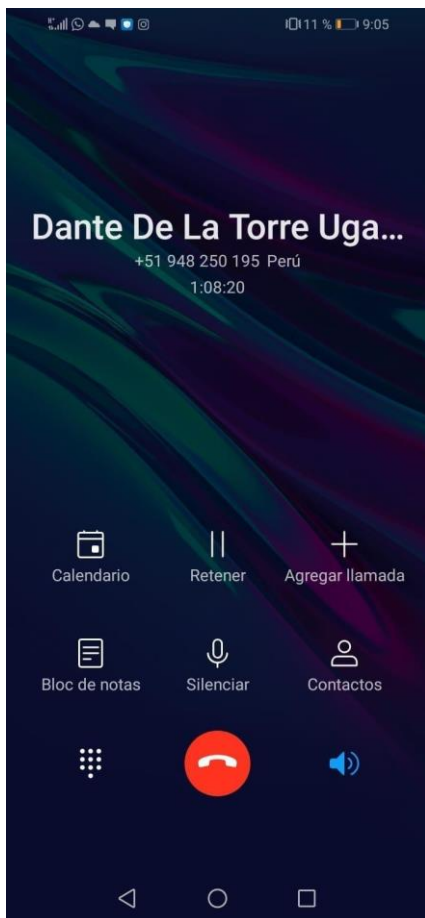 11 % 9:05
Dante De La Torre Uga...
+51 948 250 195 Perú
1:08:20
Calendario Retener Agregar llamada
Bloc de notas Silenciar Contactos